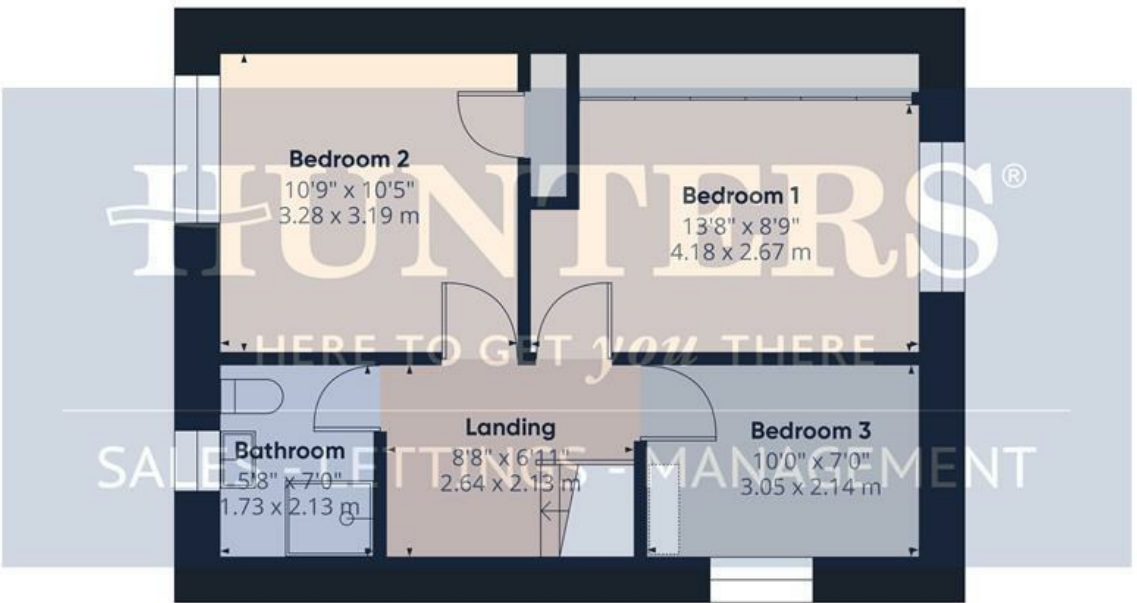 Bedroom 2
10'9" x 10'5"
3.28 x 3.19 m
Bedroom 1
13'8" x 8'9"
4.18 x 2.67 m
HUNTERS®
HERE TO GET you THERE
Bathroom
5'8" x 7'0"
1.73 x 2.13 m
Landing
8'8" x 6'11"
2.64 x 2.13 m
Bedroom 3
10'0" x 7'0"
3.05 x 2.14 m
SALES - LETTINGS - MANAGEMENT